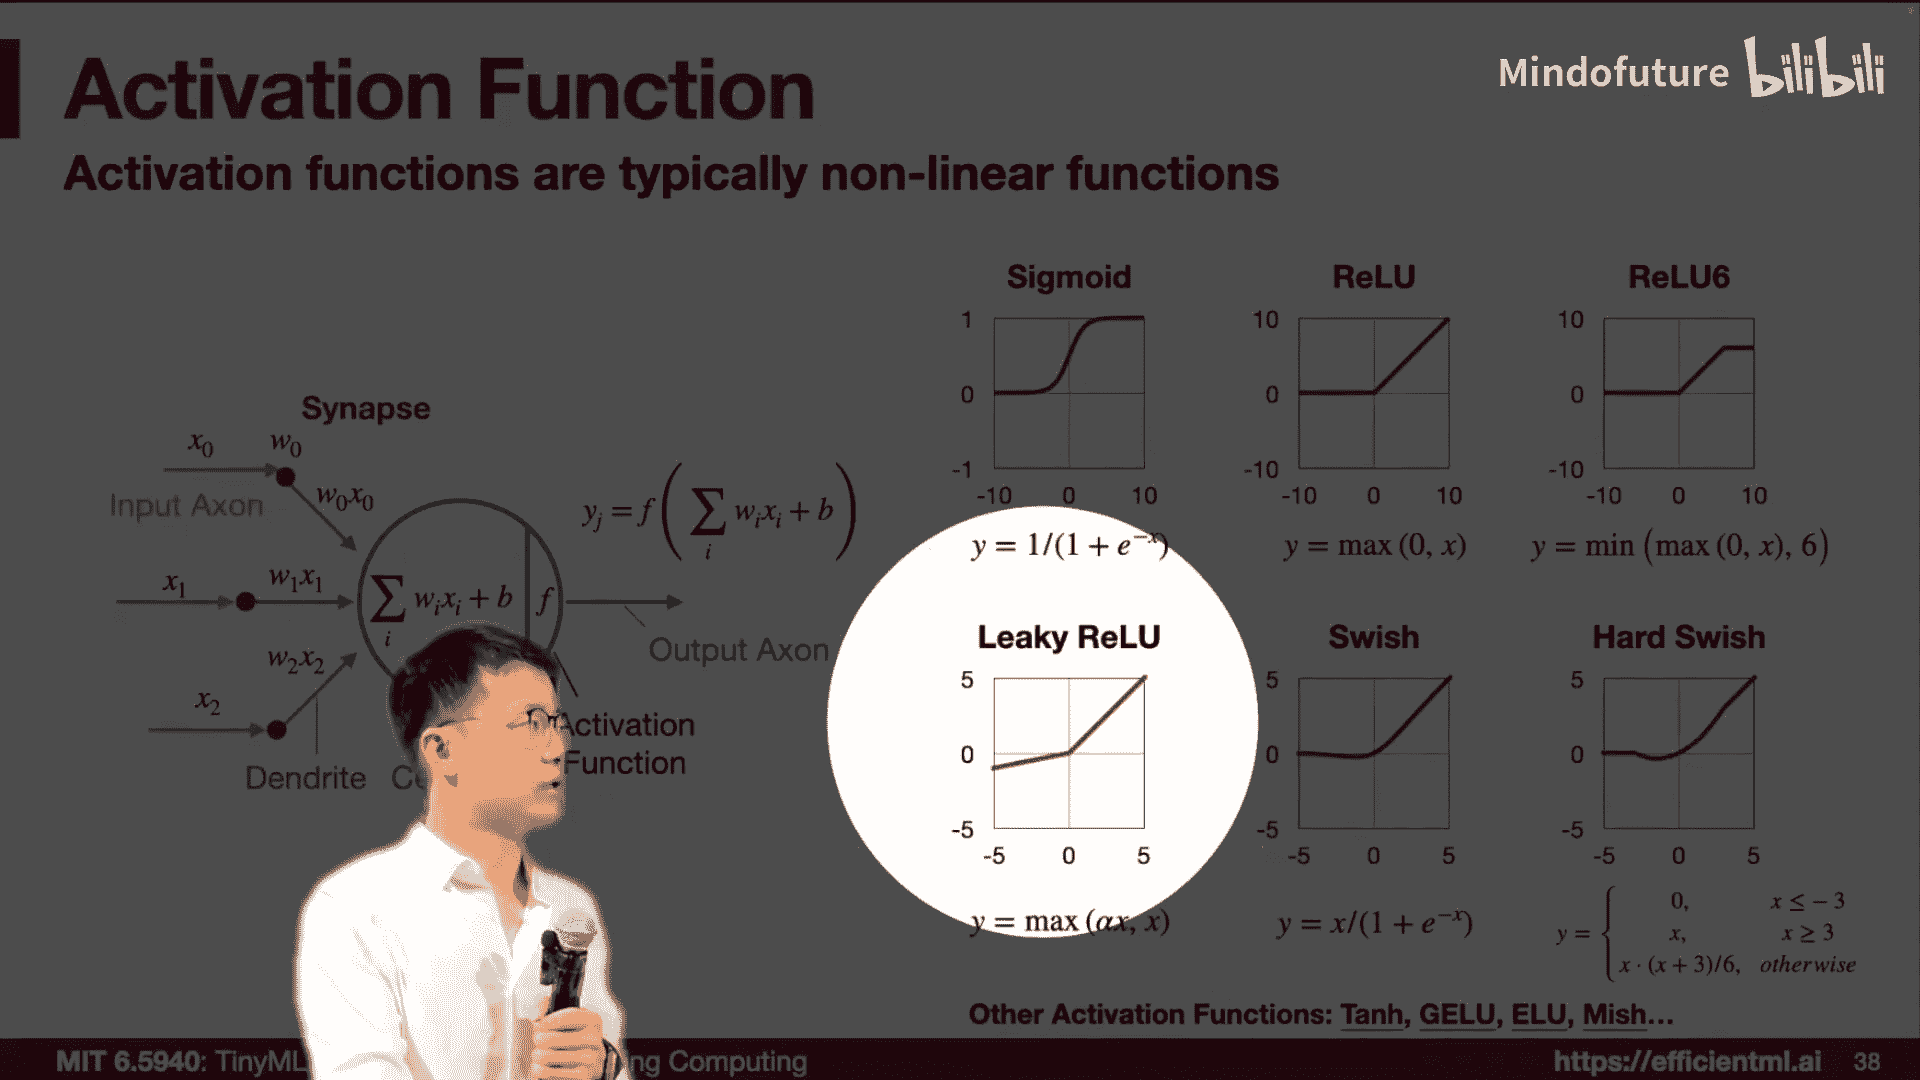 Mindofuture bilibili
Activation Function
Activation functions are typically non-linear functions
Synapse
x₀ w₀
Input Axon
w₀x₀
x₁
w₁x₁
w₂x₂
x₂
Dendrite
∑ wᵢxᵢ + b f
i
yⱼ = f(∑ wᵢxᵢ + b)
i
Output Axon
Activation
Function
Sigmoid
1
0
-1
-10 0 10
y = 1/(1 + e⁻ˣ)
ReLU
10
0
-10
-10 0 10
y = max (0, x)
ReLU6
10
0
-10
-10 0 10
y = min (max (0, x), 6)
Leaky ReLU
5
0
-5
-5 0 5
y = max (αx, x)
Swish
5
0
-5
-5 0 5
y = x/(1 + e⁻ˣ)
Hard Swish
5
0
-5
-5 0 5
y = { 0, x ≤ − 3
x, x ≥ 3
x · (x + 3)/6, otherwise
Other Activation Functions: Tanh, GELU, ELU, Mish...
MIT 6.5940: TinyML ng Computing
https://efficientml.ai 38